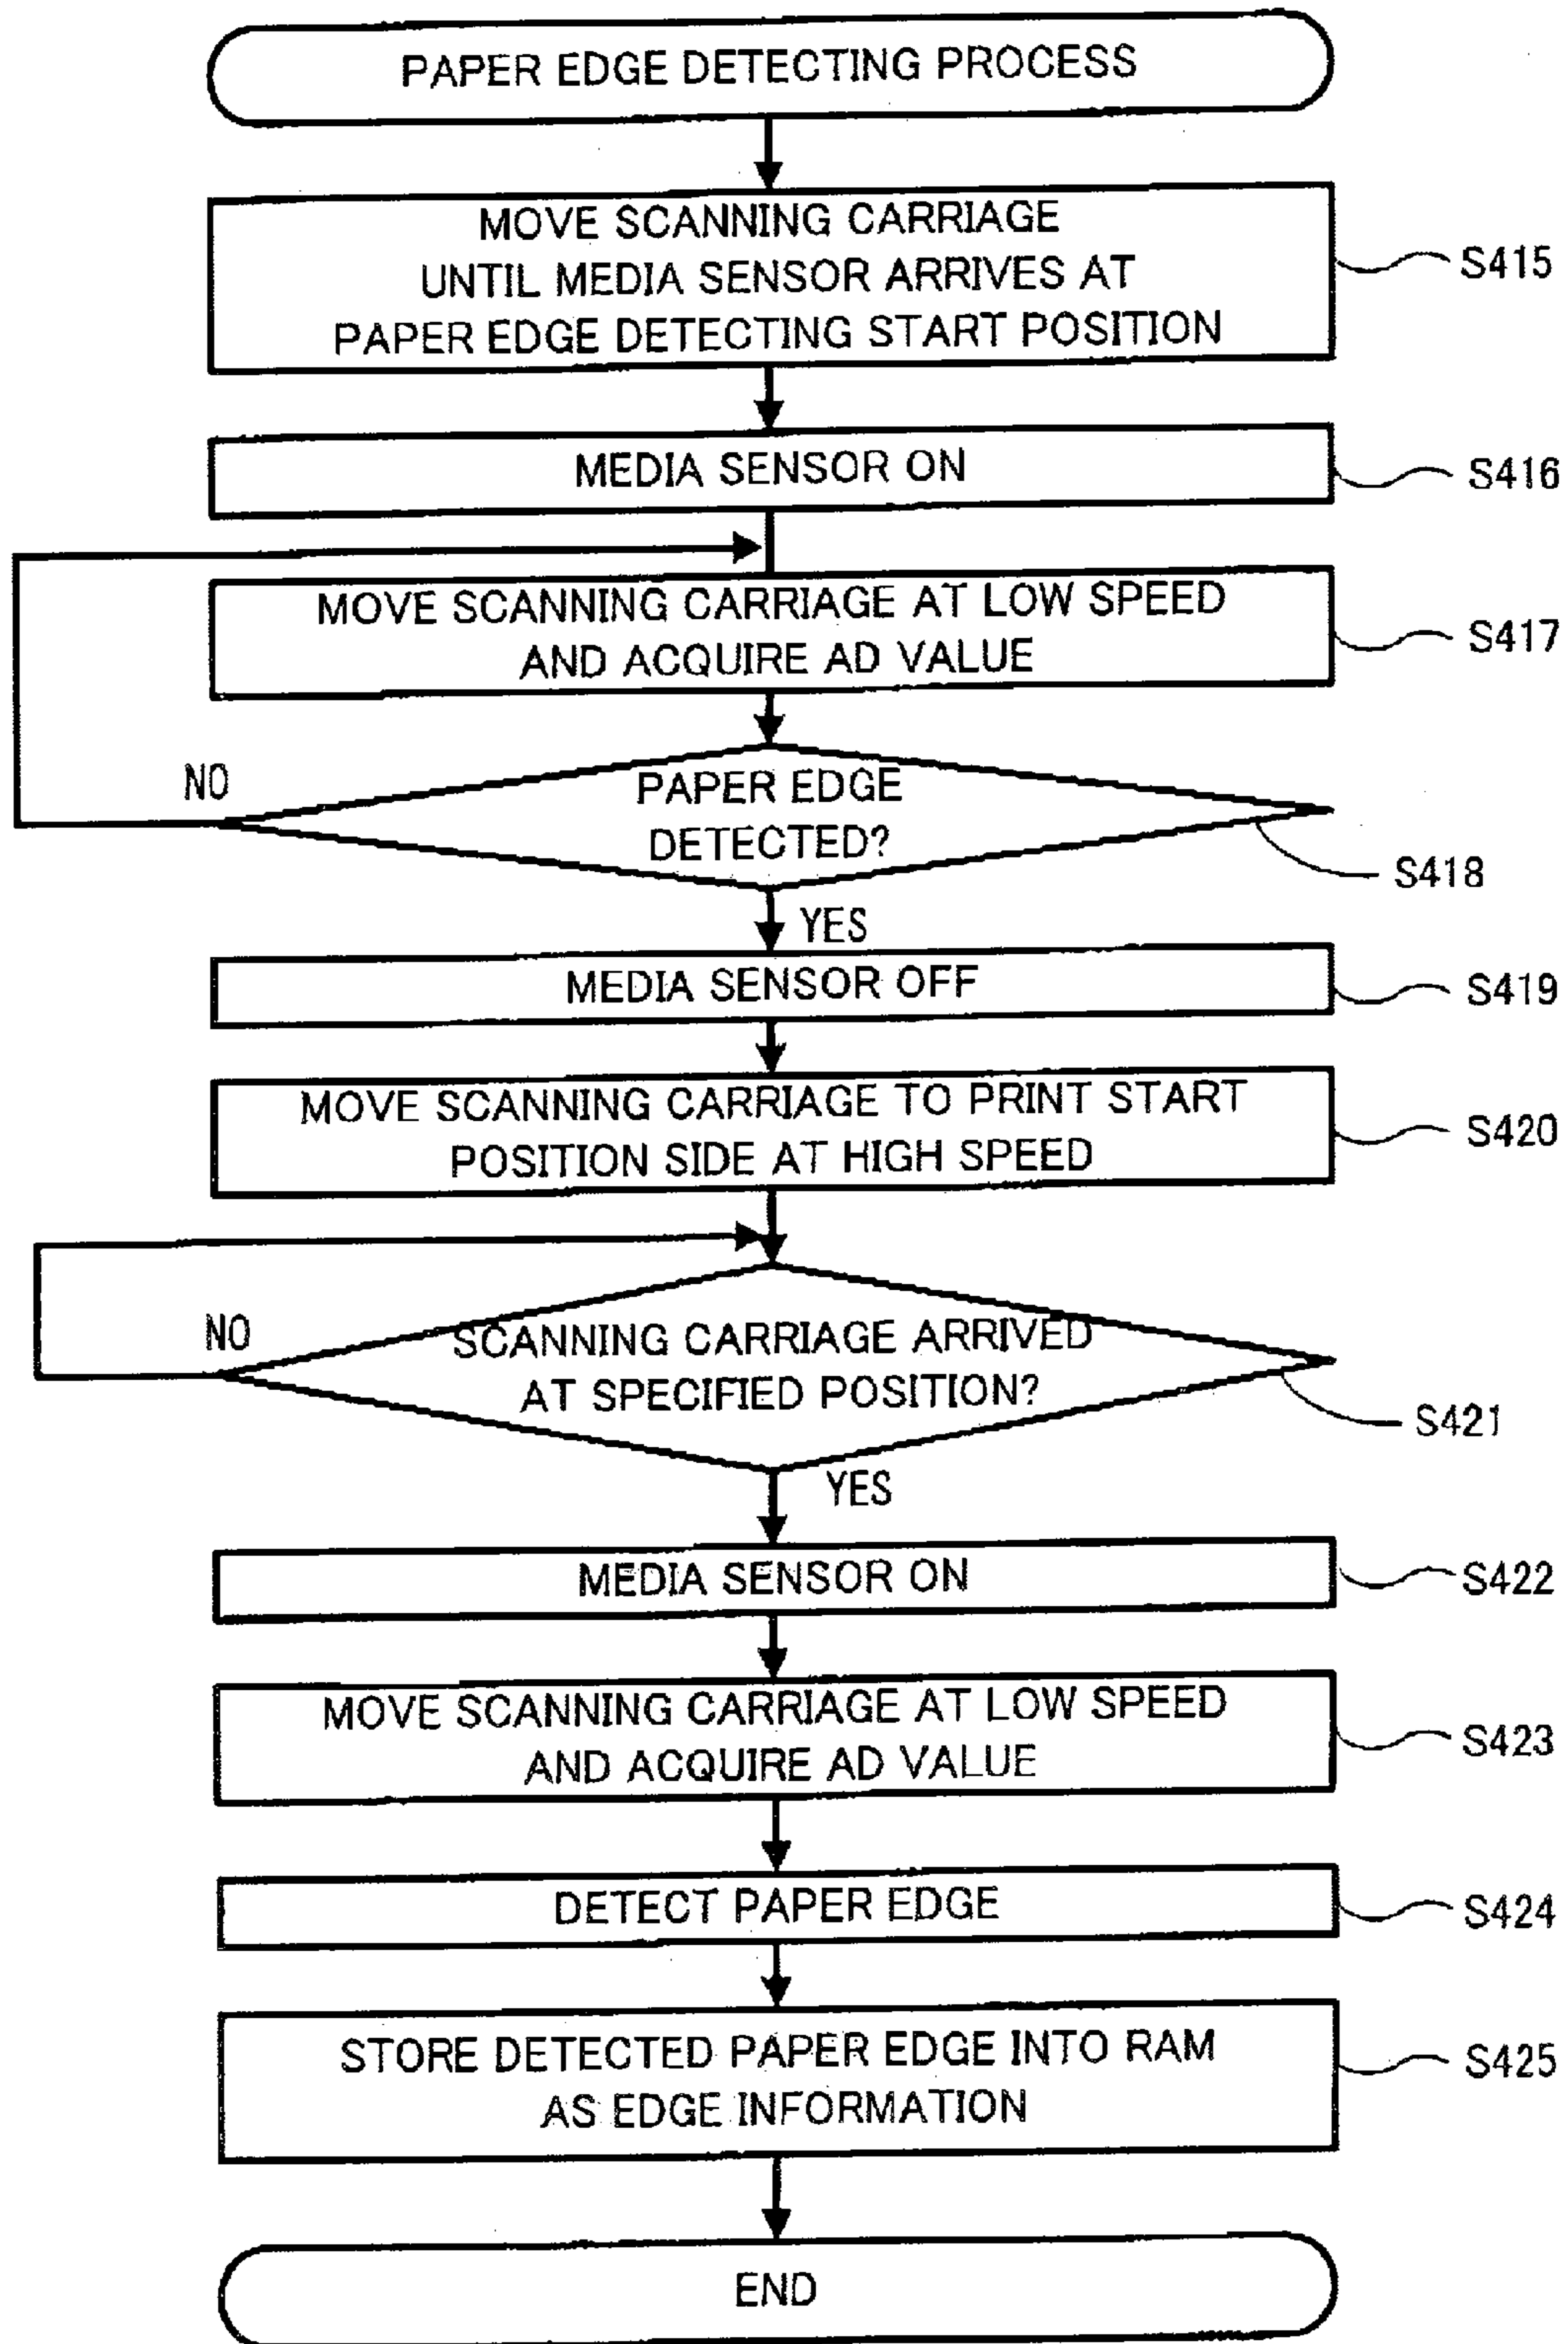 PAPER EDGE DETECTING PROCESS
MOVE SCANNING CARRIAGE
UNTIL MEDIA SENSOR ARRIVES AT
PAPER EDGE DETECTING START POSITION
S415
MEDIA SENSOR ON
S416
MOVE SCANNING CARRIAGE AT LOW SPEED
AND ACQUIRE AD VALUE
S417
NO
PAPER EDGE
DETECTED?
S418
YES
MEDIA SENSOR OFF
S419
MOVE SCANNING CARRIAGE TO PRINT START
POSITION SIDE AT HIGH SPEED
S420
NO
SCANNING CARRIAGE ARRIVED
AT SPECIFIED POSITION?
S421
YES
MEDIA SENSOR ON
S422
MOVE SCANNING CARRIAGE AT LOW SPEED
AND ACQUIRE AD VALUE
S423
DETECT PAPER EDGE
S424
STORE DETECTED PAPER EDGE INTO RAM
AS EDGE INFORMATION
S425
END